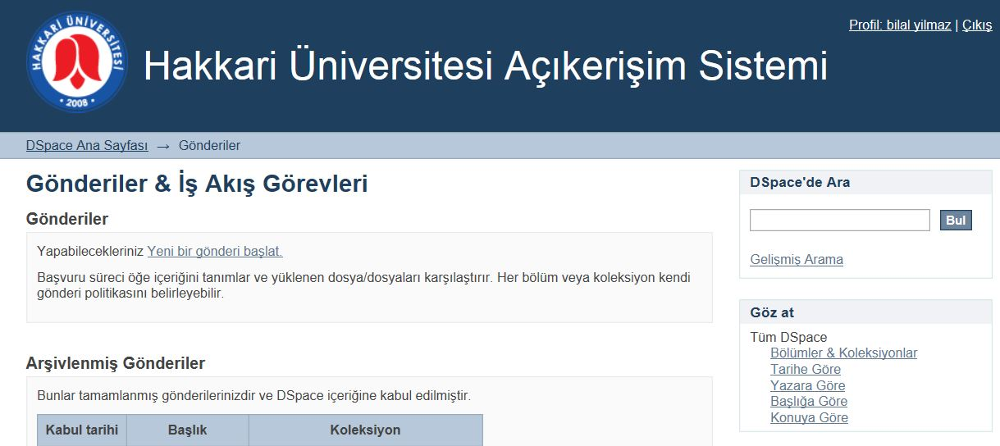 HAKKARİ ÜNİVERSİTESİ
• 2008 •
Profil: bilal yilmaz | Çıkış
Hakkari Üniversitesi Açıkerişim Sistemi
DSpace Ana Sayfası → Gönderiler
Gönderiler & İş Akış Görevleri
Gönderiler
Yapabilecekleriniz Yeni bir gönderi başlat.
Başvuru süreci öğe içeriğini tanımlar ve yüklenen dosya/dosyaları karşılaştırır. Her bölüm veya koleksiyon kendi
gönderi politikasını belirleyebilir.
Arşivlenmiş Gönderiler
Bunlar tamamlanmış gönderilerinizdir ve DSpace içeriğine kabul edilmiştir.
Kabul tarihi Başlık Koleksiyon
DSpace'de Ara
Bul
Gelişmiş Arama
Göz at
Tüm DSpace
Bölümler & Koleksiyonlar
Tarihe Göre
Yazara Göre
Başlığa Göre
Konuya Göre